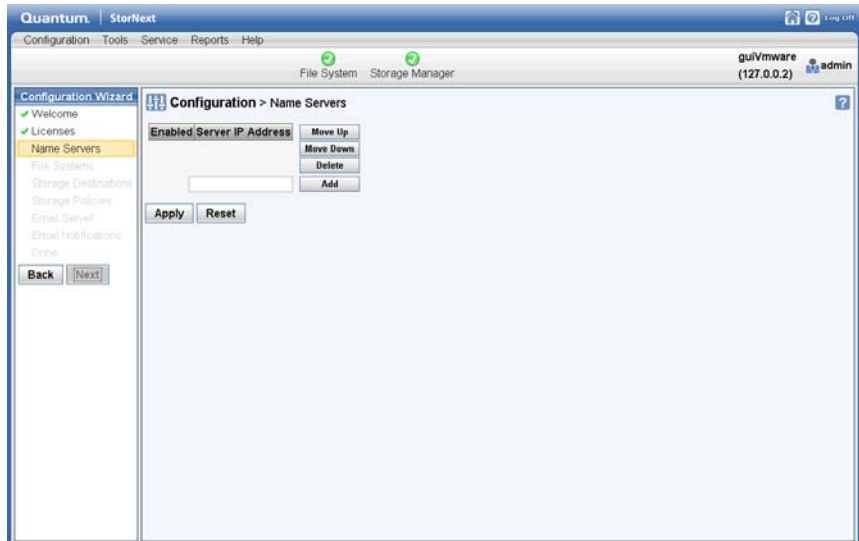 Quantum. StorNext
Log Off
Configuration Tools Service Reports Help
File System Storage Manager
guiVmware
(127.0.0.2)
admin
Configuration Wizard
Welcome
Licenses
Name Servers
File Systems
Storage Destinations
Storage Policies
Email Server
Email Notifications
Done
Back Next
Configuration > Name Servers
?
Enabled Server IP Address
Move Up
Move Down
Delete
Add
Apply Reset